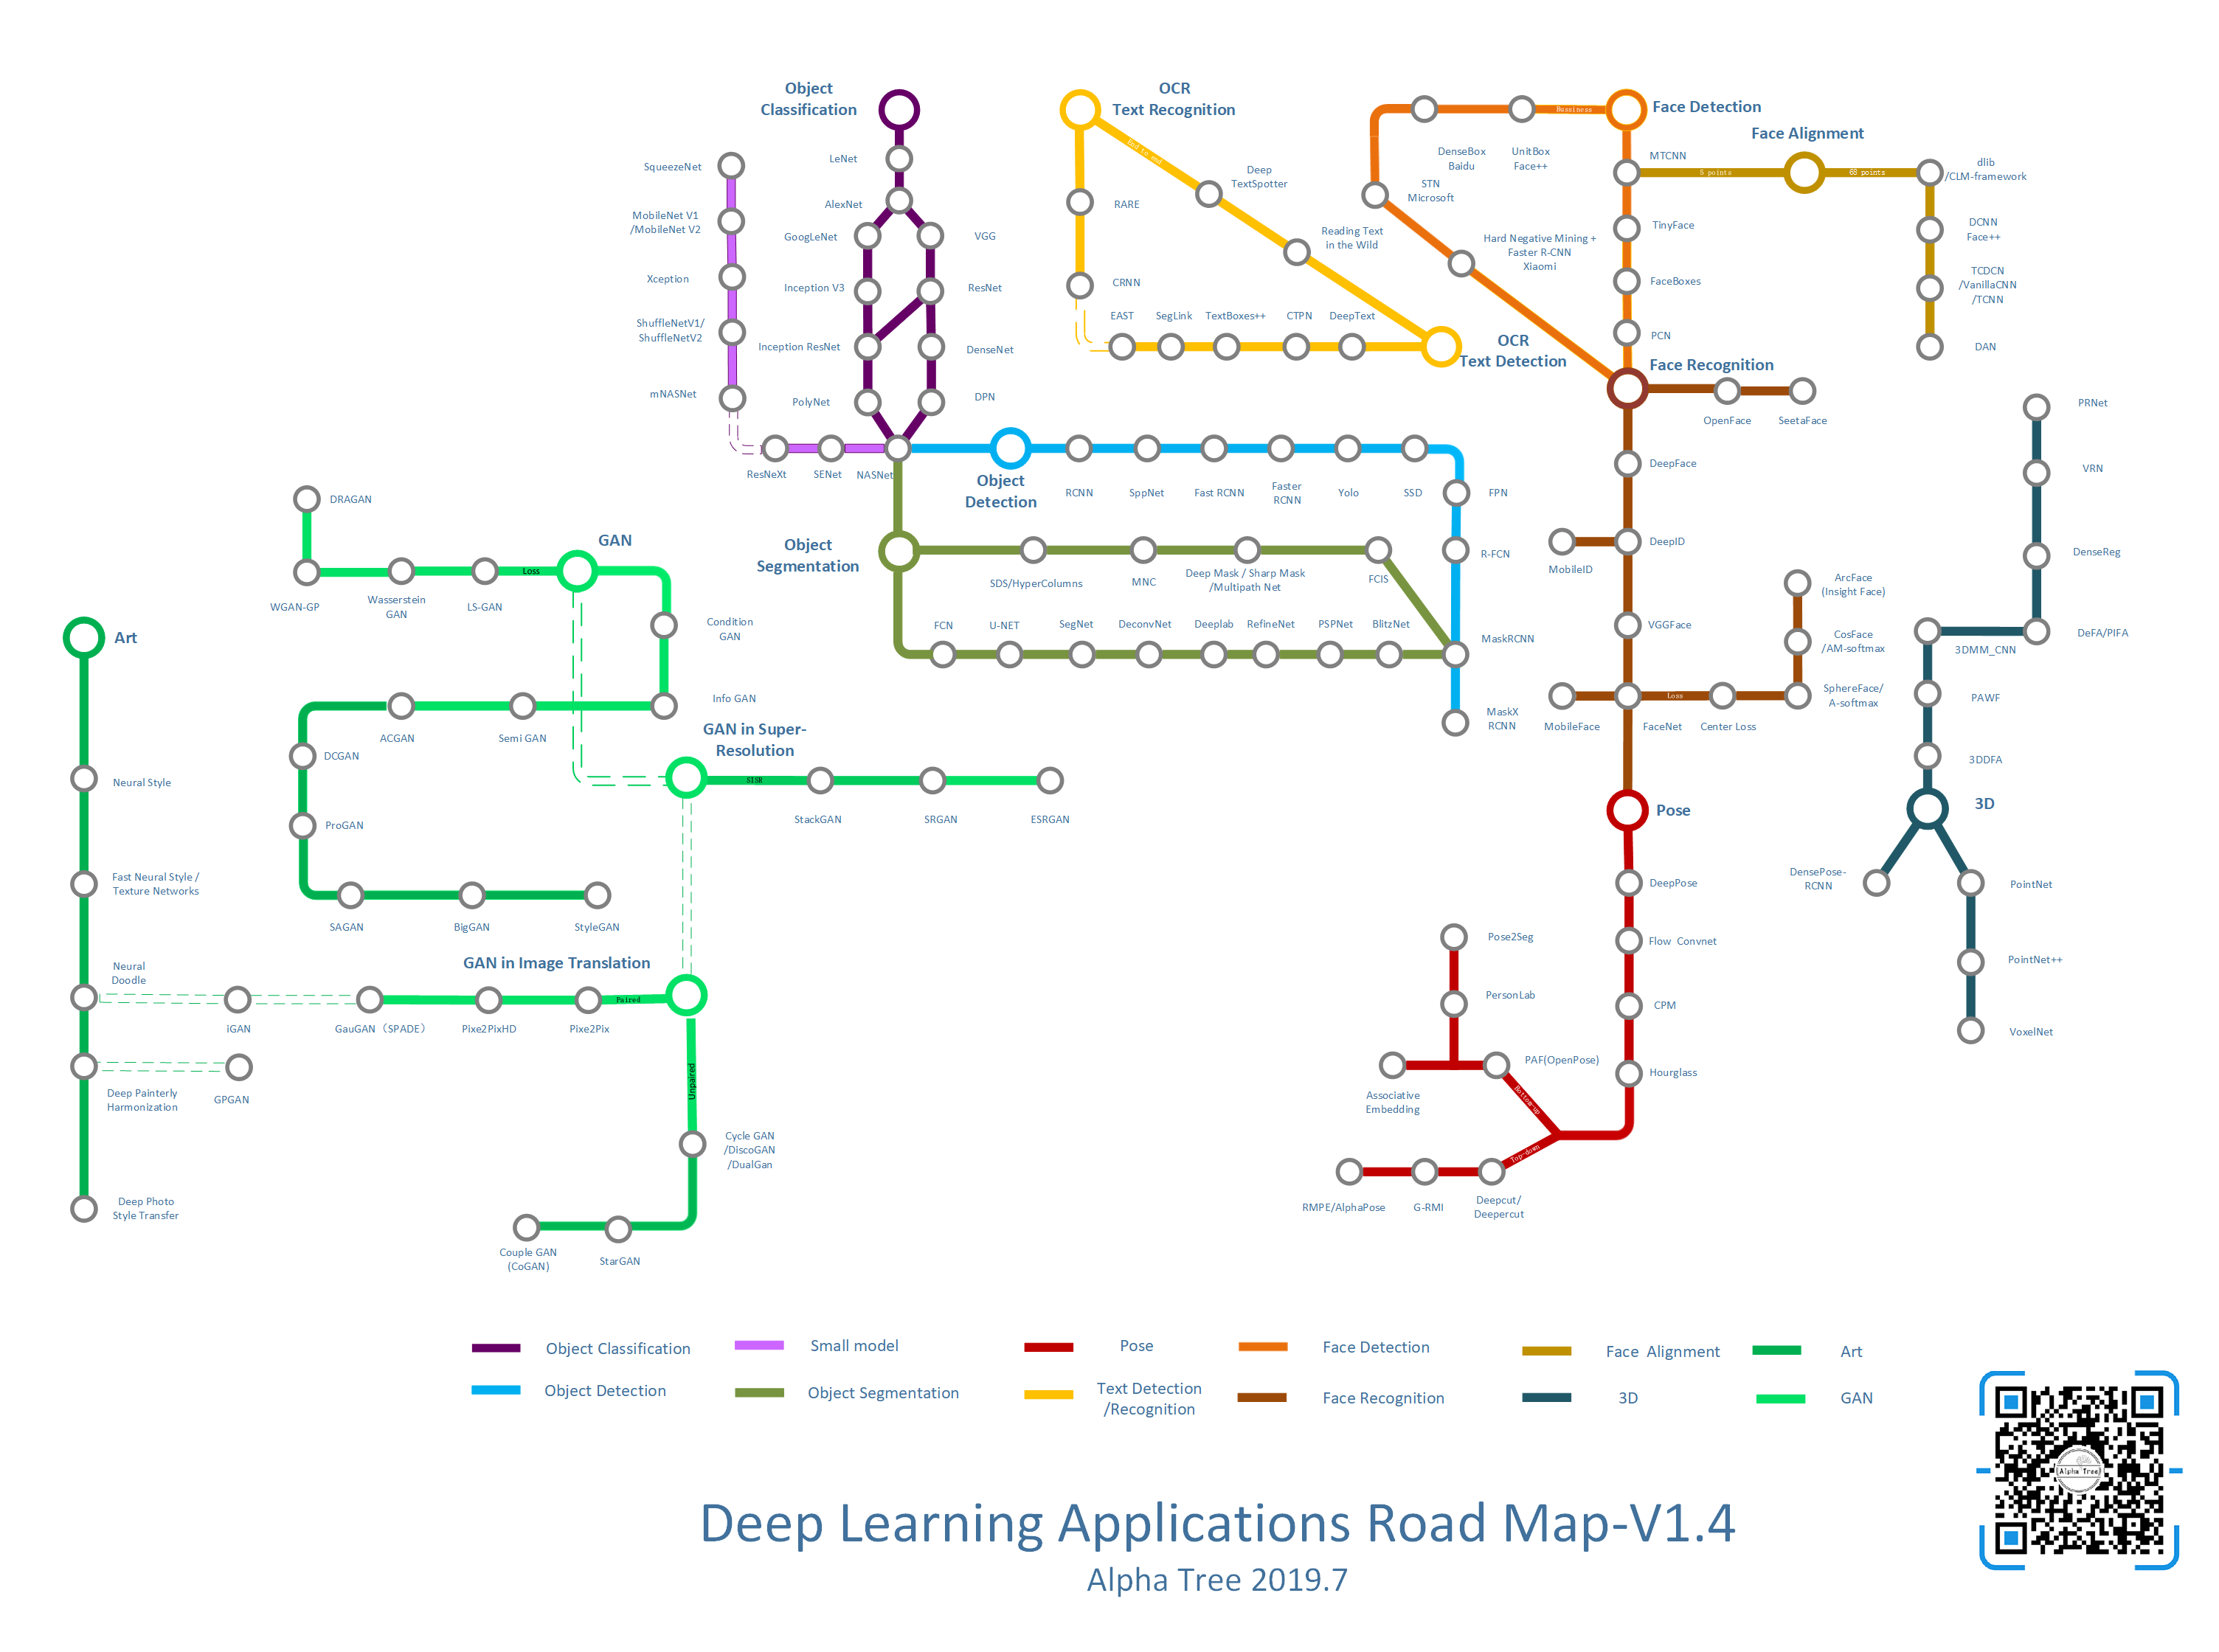 Object
Classification
LeNet
AlexNet
GoogLeNet
VGG
Inception V3
ResNet
Inception ResNet
DenseNet
PolyNet
DPN
SqueezeNet
MobileNet V1
/MobileNet V2
Xception
ShuffleNetV1/
ShuffleNetV2
mNASNet
ResNeXt
SENet
NASNet
OCR
Text Recognition
End to end
RARE
CRNN
Deep
TextSpotter
Reading Text
in the Wild
EAST
SegLink
TextBoxes++
CTPN
DeepText
OCR
Text Detection
Face Detection
Bussiness
DenseBox
Baidu
UnitBox
Face++
STN
Microsoft
Hard Negative Mining +
Faster R-CNN
Xiaomi
MTCNN
TinyFace
FaceBoxes
PCN
Face Alignment
5 points
68 points
dlib
/CLM-framework
DCNN
Face++
TCDCN
/VanillaCNN
/TCNN
DAN
Face Recognition
OpenFace
SeetaFace
DeepFace
DeepID
MobileID
VGGFace
MobileFace
FaceNet
Loss
Center Loss
SphereFace/
A-softmax
CosFace
/AM-softmax
ArcFace
(Insight Face)
Object
Detection
RCNN
SppNet
Fast RCNN
Faster
RCNN
Yolo
SSD
FPN
R-FCN
MaskRCNN
MaskX
RCNN
Object
Segmentation
SDS/HyperColumns
MNC
Deep Mask / Sharp Mask
/Multipath Net
FCIS
FCN
U-NET
SegNet
DeconvNet
Deeplab
RefineNet
PSPNet
BlitzNet
PRNet
VRN
DenseReg
DeFA/PIFA
3DMM_CNN
PAWF
3DDFA
3D
DensePose-
RCNN
PointNet
PointNet++
VoxelNet
Pose
DeepPose
Flow Convnet
CPM
Hourglass
Bottom-up
Top-down
Pose2Seg
PersonLab
PAF(OpenPose)
Associative
Embedding
RMPE/AlphaPose
G-RMI
Deepcut/
Deepercut
DRAGAN
GAN
Loss
WGAN-GP
Wasserstein
GAN
LS-GAN
Condition
GAN
Info GAN
Semi GAN
ACGAN
DCGAN
ProGAN
SAGAN
BigGAN
StyleGAN
GAN in Super-
Resolution
SISR
StackGAN
SRGAN
ESRGAN
GAN in Image Translation
Paired
Unpaired
iGAN
GauGAN（SPADE）
Pixe2PixHD
Pixe2Pix
GPGAN
Cycle GAN
/DiscoGAN
/DualGan
Couple GAN
(CoGAN)
StarGAN
Art
Neural Style
Fast Neural Style /
Texture Networks
Neural
Doodle
Deep Painterly
Harmonization
Deep Photo
Style Transfer
Object Classification
Small model
Pose
Face Detection
Face Alignment
Art
Object Detection
Object Segmentation
Text Detection
/Recognition
Face Recognition
3D
GAN
Alpha Tree
Deep Learning Applications Road Map-V1.4
Alpha Tree 2019.7